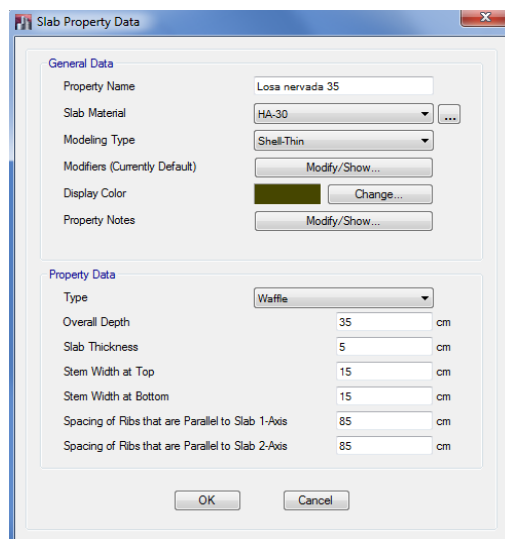 Slab Property Data
General Data
Property Name Losa nervada 35
Slab Material HA-30 ...
Modeling Type Shell-Thin
Modifiers (Currently Default) Modify/Show...
Display Color Change...
Property Notes Modify/Show...
Property Data
Type Waffle
Overall Depth 35 cm
Slab Thickness 5 cm
Stem Width at Top 15 cm
Stem Width at Bottom 15 cm
Spacing of Ribs that are Parallel to Slab 1-Axis 85 cm
Spacing of Ribs that are Parallel to Slab 2-Axis 85 cm
OK Cancel